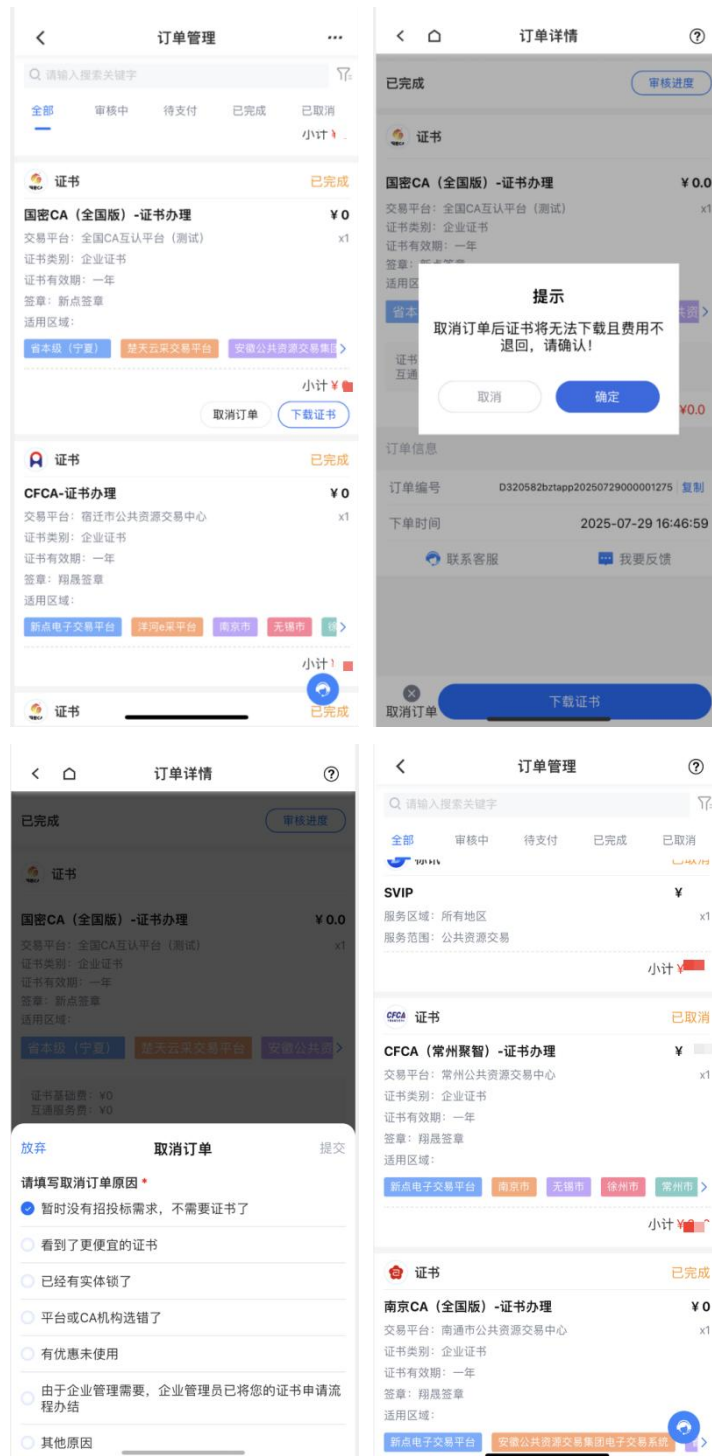 订单管理
请输入搜索关键字
全部 审核中 待支付 已完成 已取消
小计¥
证书 已完成
国密CA（全国版）-证书办理 ¥ 0
交易平台：全国CA互认平台（测试） x1
证书类别：企业证书
证书有效期：一年
签章：新点签章
适用区域：
省本级（宁夏） 楚天云采交易平台 安徽公共资源交易集团
小计¥
取消订单 下载证书
证书 已完成
CFCA-证书办理 ¥ 0
交易平台：宿迁市公共资源交易中心 x1
证书类别：企业证书
证书有效期：一年
签章：翔晟签章
适用区域：
新点电子交易平台 洋河e采平台 南京市 无锡市
小计
证书 已完成
订单详情
已完成 审核进度
证书
国密CA（全国版）-证书办理 ¥ 0.0
交易平台：全国CA互认平台（测试） x1
证书类别：企业证书
证书有效期：一年
签章：新点签章
适用区
省本
提示
取消订单后证书将无法下载且费用不
退回，请确认！
取消 确定
证书
互通
¥0.0
订单信息
订单编号 D320582bztapp20250729000001275 复制
下单时间 2025-07-29 16:46:59
联系客服 我要反馈
取消订单 下载证书
订单详情
已完成 审核进度
证书
国密CA（全国版）-证书办理 ¥ 0.0
交易平台：全国CA互认平台（测试） x1
证书类别：企业证书
证书有效期：一年
签章：新点签章
适用区域：
省本级（宁夏） 楚天云采交易平台 安徽公共资
证书基础费：¥0
互通服务费：¥0
放弃 取消订单 提交
请填写取消订单原因 *
暂时没有招投标需求，不需要证书了
看到了更便宜的证书
已经有实体锁了
平台或CA机构选错了
有优惠未使用
由于企业管理需要，企业管理员已将您的证书申请流
程办结
其他原因
订单管理
请输入搜索关键字
全部 审核中 待支付 已完成 已取消
标讯 已取消
SVIP ¥
服务区域：所有地区 x1
服务范围：公共资源交易
小计¥
CFCA 证书 已取消
CFCA（常州聚智）-证书办理 ¥
交易平台：常州公共资源交易中心 x1
证书类别：企业证书
证书有效期：一年
签章：翔晟签章
适用区域：
新点电子交易平台 南京市 无锡市 徐州市 常州市
小计¥
证书 已完成
南京CA（全国版）-证书办理 ¥ 0
交易平台：南通市公共资源交易中心 x1
证书类别：企业证书
证书有效期：一年
签章：翔晟签章
适用区域：
新点电子交易平台 安徽公共资源交易集团电子交易系统